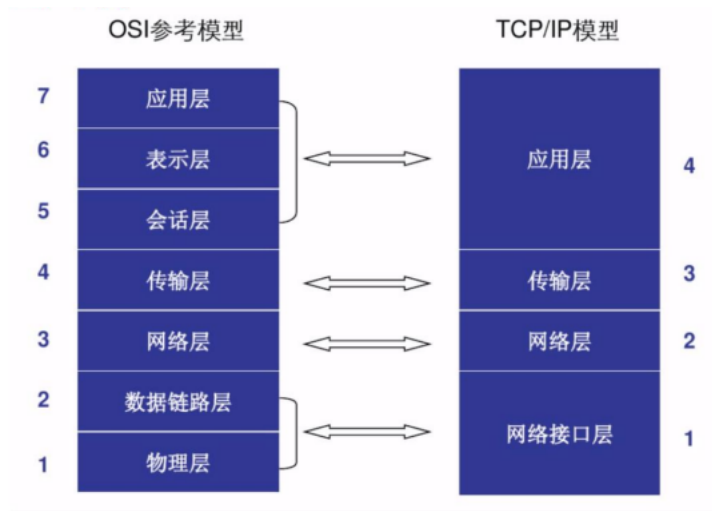 OSI参考模型
TCP/IP模型
7 应用层
6 表示层
5 会话层
4 传输层
3 网络层
2 数据链路层
1 物理层
应用层 4
传输层 3
网络层 2
网络接口层 1